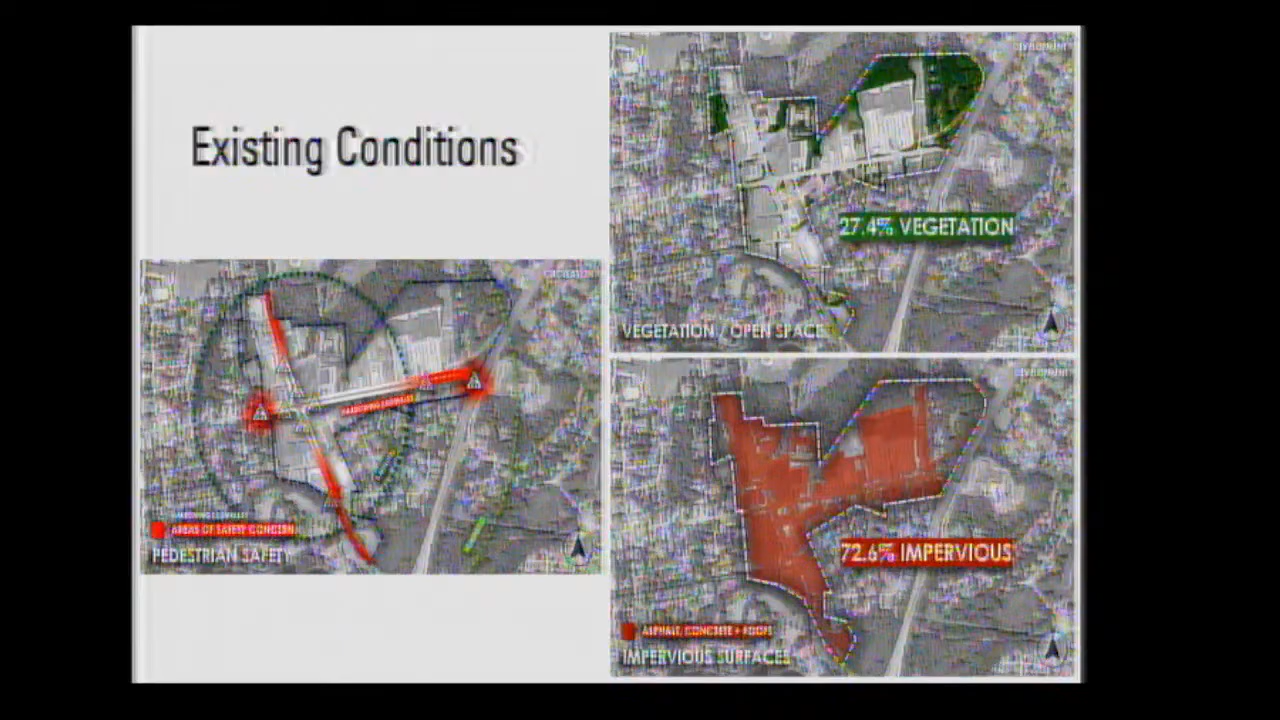 Existing Conditions
27.4% VEGETATION
VEGETATION / OPEN SPACE
AREAS OF SAFETY CONCERN
PEDESTRIAN SAFETY
72.6% IMPERVIOUS
ASPHALT, CONCRETE + ROOFS
IMPERVIOUS SURFACES